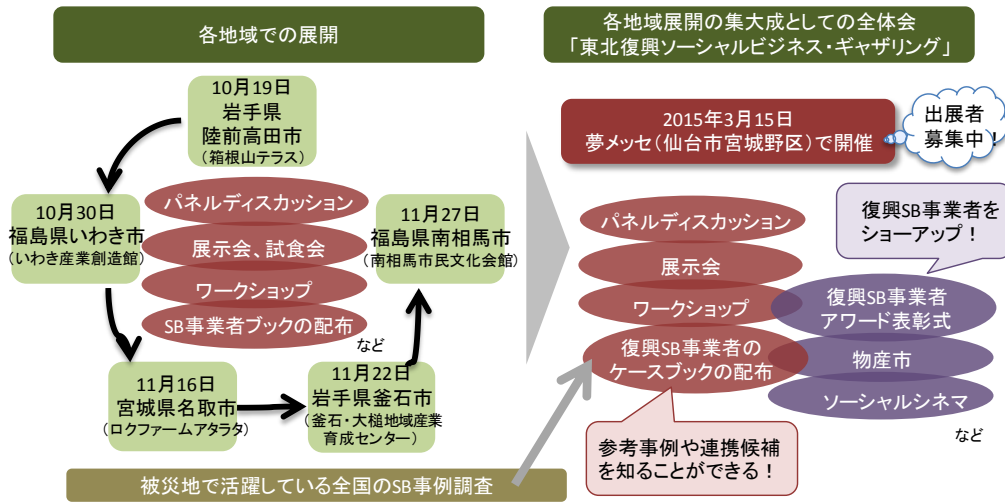 各地域での展開
10月19日
岩手県
陸前高田市
（箱根山テラス）
10月30日
福島県いわき市
（いわき産業創造館）
11月16日
宮城県名取市
（ロクファームアタラタ）
11月22日
岩手県釜石市
（釜石・大槌地域産業
育成センター）
11月27日
福島県南相馬市
（南相馬市民文化会館）
パネルディスカッション
展示会、試食会
ワークショップ
SB事業者ブックの配布
など
被災地で活躍している全国のSB事例調査
各地域展開の集大成としての全体会
「東北復興ソーシャルビジネス・ギャザリング」
2015年3月15日
夢メッセ（仙台市宮城野区）で開催
出展者
募集中！
復興SB事業者を
ショーアップ！
パネルディスカッション
展示会
ワークショップ
復興SB事業者の
ケースブックの配布
復興SB事業者
アワード表彰式
物産市
ソーシャルシネマ
など
参考事例や連携候補
を知ることができる！